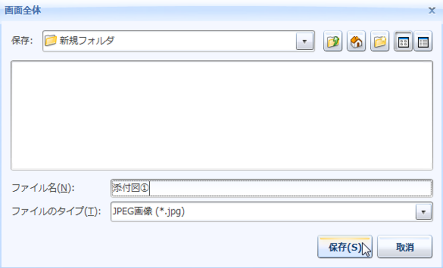 画面全体
保存: 新規フォルダ
ファイル名(N): 添付図①
ファイルのタイプ(T): JPEG画像 (*.jpg)
保存(S) 取消